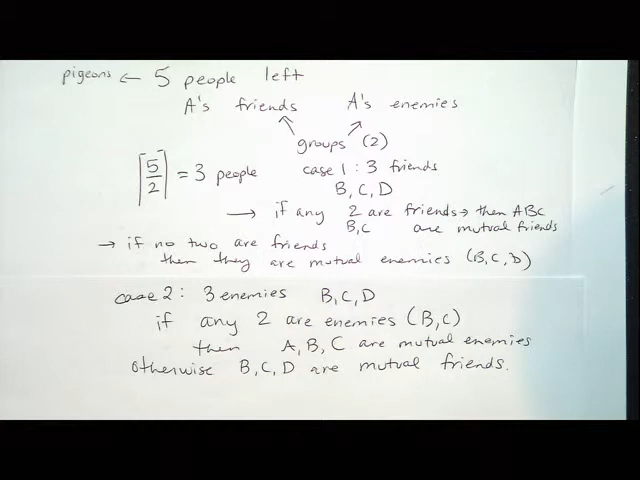 pigeons ← 5 people left
A's friends A's enemies
groups (2)
⌈5/2⌉ = 3 people case 1 : 3 friends
B, C, D
→ if any 2 are friends → then ABC
B,C are mutual friends
→ if no two are friends
then they are mutual enemies (B,C,D)
case 2: 3 enemies B,C,D
if any 2 are enemies (B,C)
then A,B,C are mutual enemies
otherwise B,C,D are mutual friends.